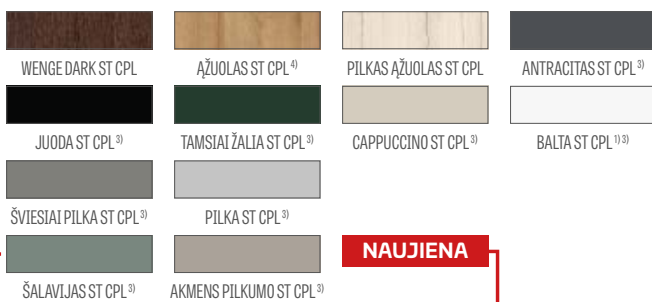 WENGE DARK ST CPL ĄŽUOLAS ST CPL 4) PILKAS ĄŽUOLAS ST CPL ANTRACITAS ST CPL 3)
JUODA ST CPL 3) TAMSIAI ŽALIA ST CPL 3) CAPPUCCINO ST CPL 3) BALTA ST CPL 1) 3)
ŠVIESIAI PILKA ST CPL 3) PILKA ST CPL 3)
NAUJIENA
ŠALAVIJAS ST CPL 3) AKMENS PILKUMO ST CPL 3)